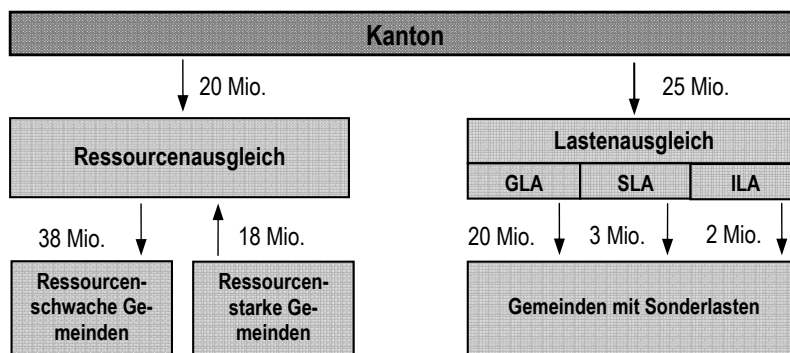 Kanton
20 Mio.
25 Mio.
Ressourcenausgleich
Lastenausgleich
GLA
SLA
ILA
38 Mio.
18 Mio.
20 Mio.
3 Mio.
2 Mio.
Ressourcen-
schwache Ge-
meinden
Ressourcen-
starke Ge-
meinden
Gemeinden mit Sonderlasten